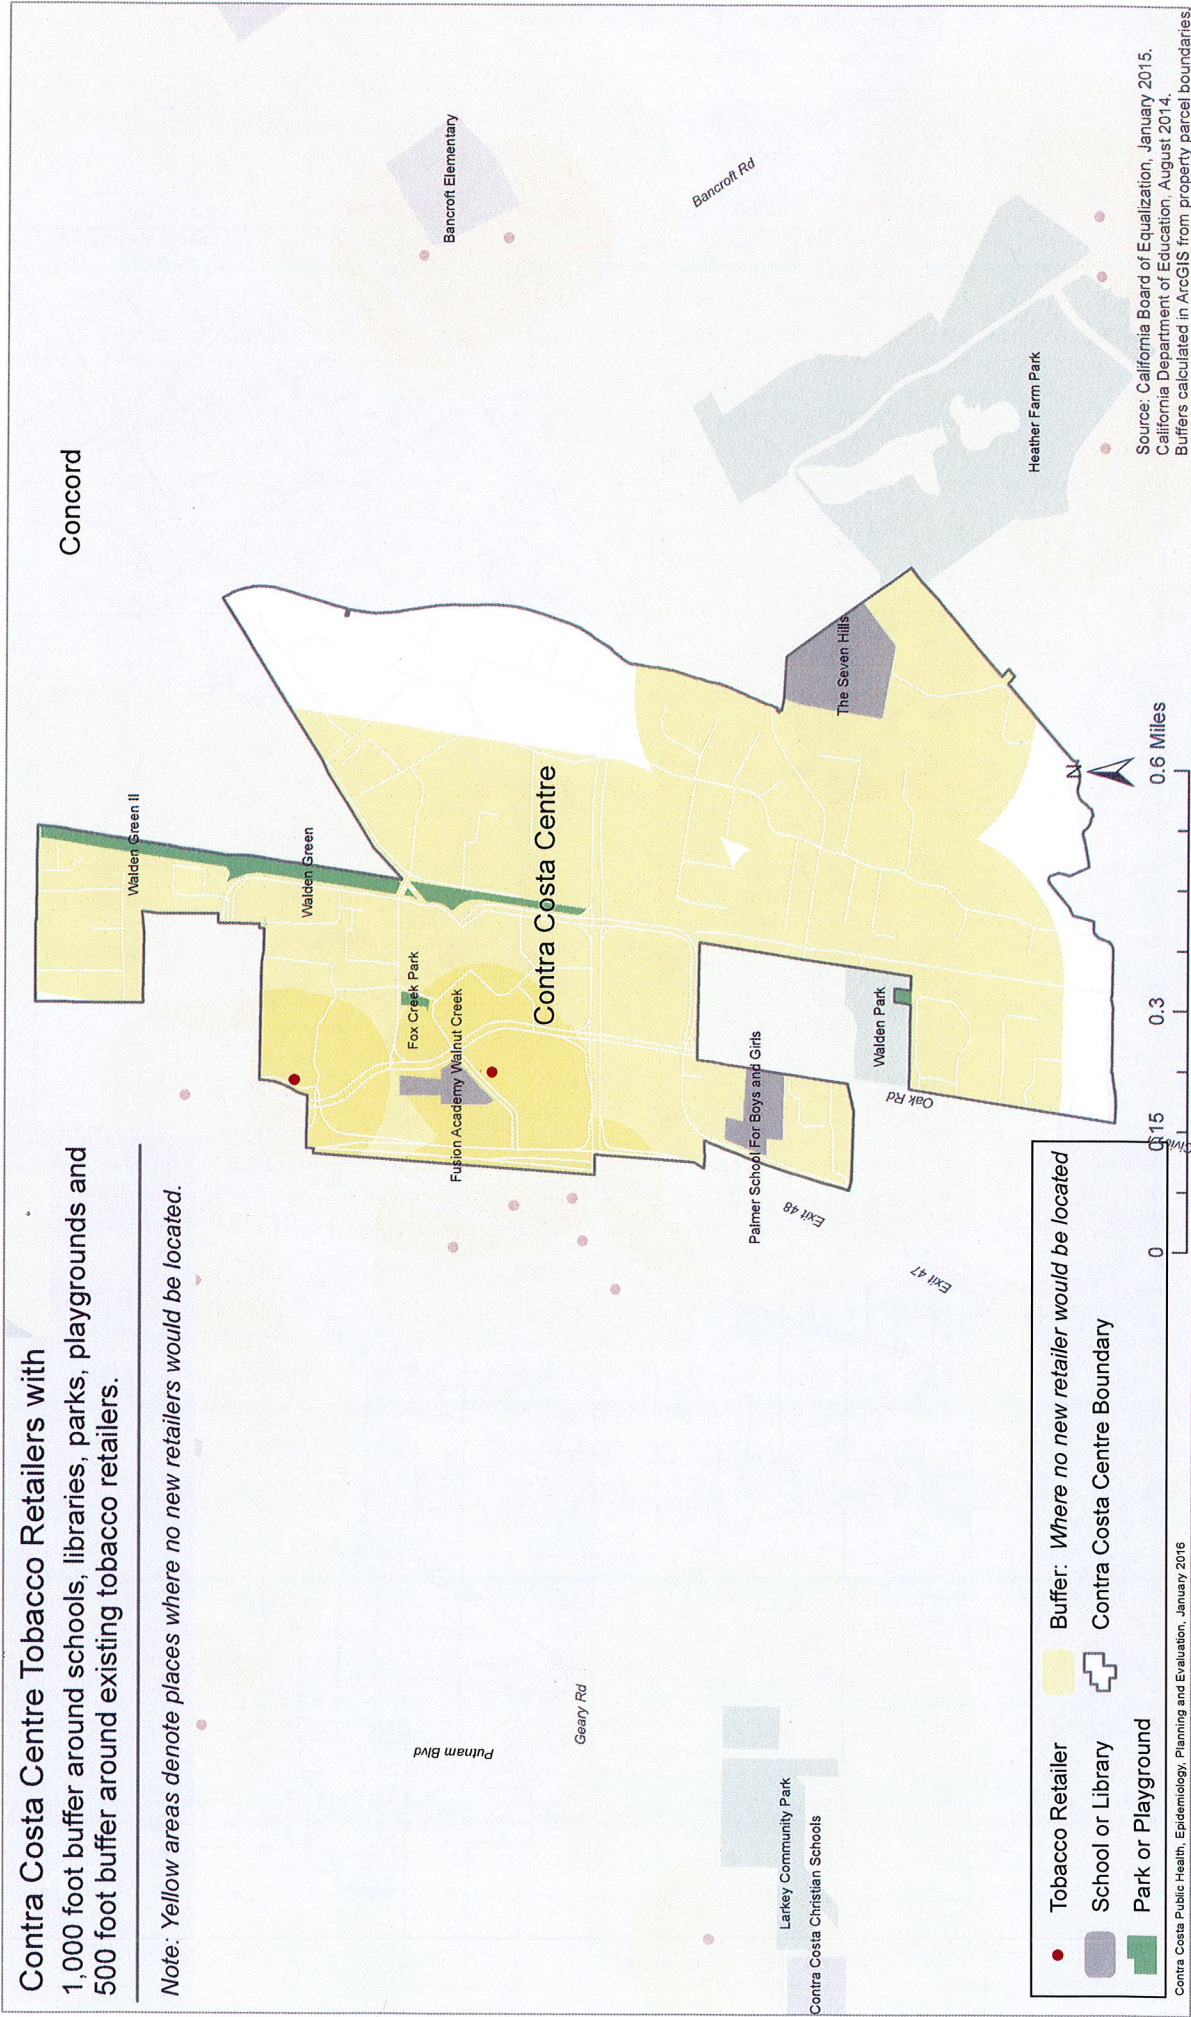 Contra Costa Centre Tobacco Retailers with
1,000 foot buffer around schools, libraries, parks, playgrounds and
500 foot buffer around existing tobacco retailers.
Note: Yellow areas denote places where no new retailers would be located.
Concord
Walden Green II
Walden Green
Fox Creek Park
Fusion Academy Walnut Creek
Contra Costa Centre
Bancroft Elementary
Bancroft Rd
Putnam Blvd
Geary Rd
Palmer School For Boys and Girls
Walden Park
The Seven Hills
Heather Farm Park
Larkey Community Park
Contra Costa Christian Schools
Exit 48
Exit 47
Oak Rd
Tobacco Retailer
School or Library
Park or Playground
Buffer: Where no new retailer would be located
Contra Costa Centre Boundary
N
0 0.15 0.3 0.6 Miles
Source: California Board of Equalization, January 2015.
California Department of Education, August 2014.
Buffers calculated in ArcGIS from property parcel boundaries.
Contra Costa Public Health, Epidemiology, Planning and Evaluation, January 2016